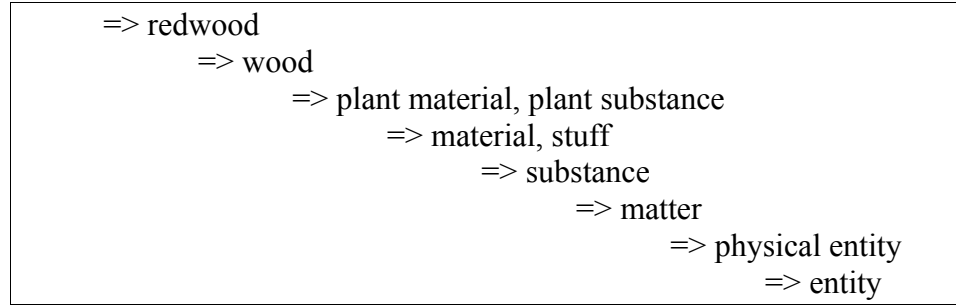 => redwood
=> wood
=> plant material, plant substance
=> material, stuff
=> substance
=> matter
=> physical entity
=> entity